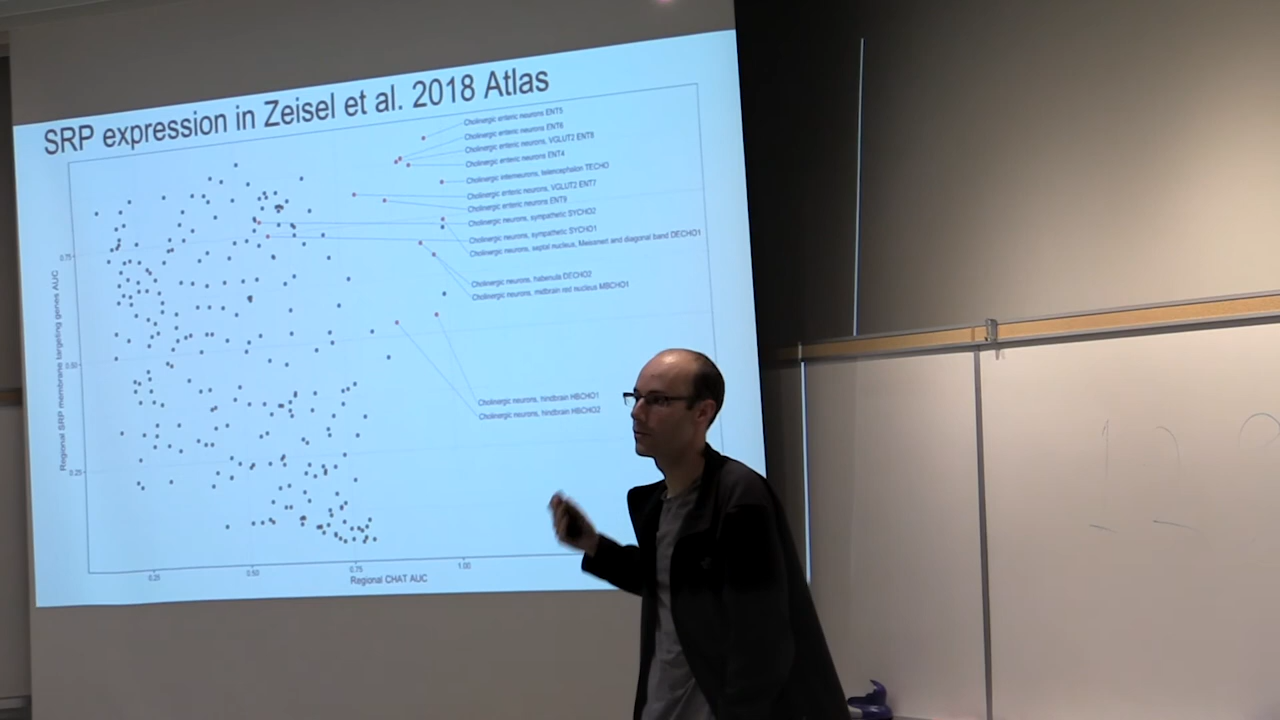 SRP expression in Zeisel et al. 2018 Atlas
Cholinergic enteric neurons ENT5
Cholinergic enteric neurons ENT6
Cholinergic enteric neurons, VGLUT2 ENT8
Cholinergic enteric neurons ENT4
Cholinergic interneurons, telencephalon TECHO
Cholinergic enteric neurons, VGLUT2 ENT7
Cholinergic enteric neurons ENT9
Cholinergic neurons, sympathetic SYCHO2
Cholinergic neurons, sympathetic SYCHO1
Cholinergic neurons, septal nucleus, Meissnert and diagonal band DECHO1
Cholinergic neurons, habenula DECHO2
Cholinergic neurons, midbrain red nucleus MBCHO1
Cholinergic neurons, hindbrain HBCHO1
Cholinergic neurons, hindbrain HBCHO2
Regional SRP membrane targeting genes AUC
0.75
0.50
0.25
0.25
0.50
0.75
1.00
Regional CHAT AUC